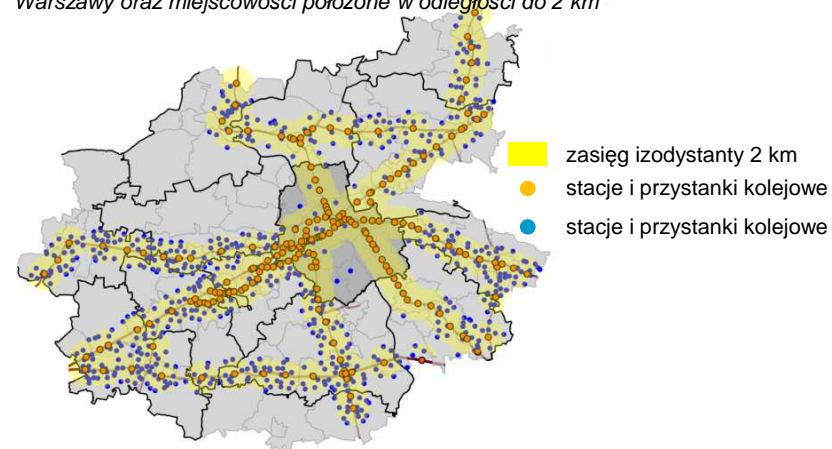 Warszawy oraz miejscowości położone w odległości do 2 km
zasięg izodystanty 2 km
stacje i przystanki kolejowe
stacje i przystanki kolejowe